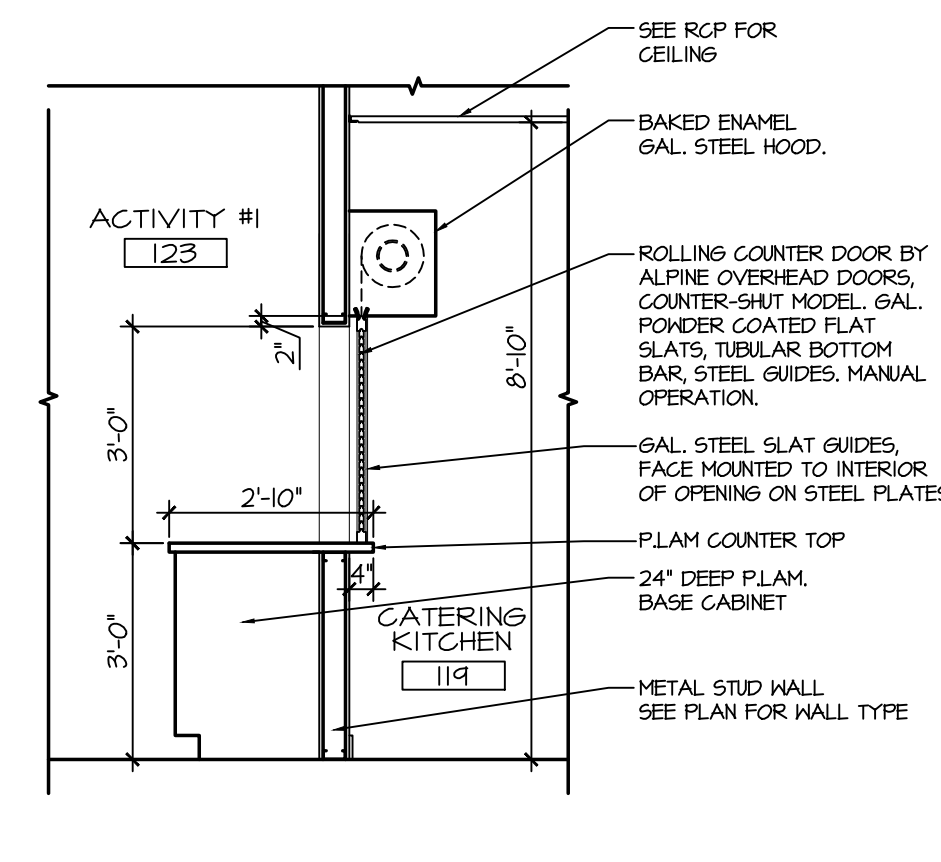 SEE RCP FOR
CEILING
BAKED ENAMEL
GAL. STEEL HOOD.
ACTIVITY #1
123
ROLLING COUNTER DOOR BY
ALPINE OVERHEAD DOORS,
COUNTER-SHUT MODEL. GAL.
POWDER COATED FLAT
SLATS, TUBULAR BOTTOM
BAR, STEEL GUIDES. MANUAL
OPERATION.
2"
8'-10"
3'-0"
GAL. STEEL SLAT GUIDES,
FACE MOUNTED TO INTERIOR
OF OPENING ON STEEL PLATES
2'-10"
P.LAM COUNTER TOP
4"
24" DEEP P.LAM.
BASE CABINET
3'-0"
CATERING
KITCHEN
119
METAL STUD WALL
SEE PLAN FOR WALL TYPE